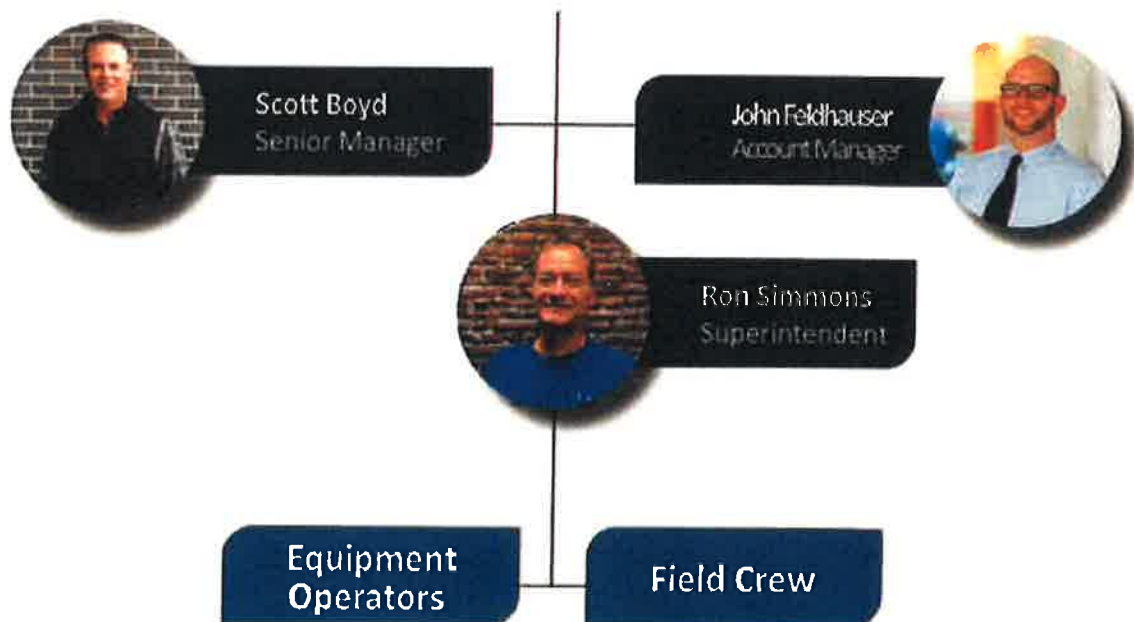 Scott Boyd
Senior Manager
John Feldhauser
Account Manager
Ron Simmons
Superintendent
Equipment
Operators
Field Crew